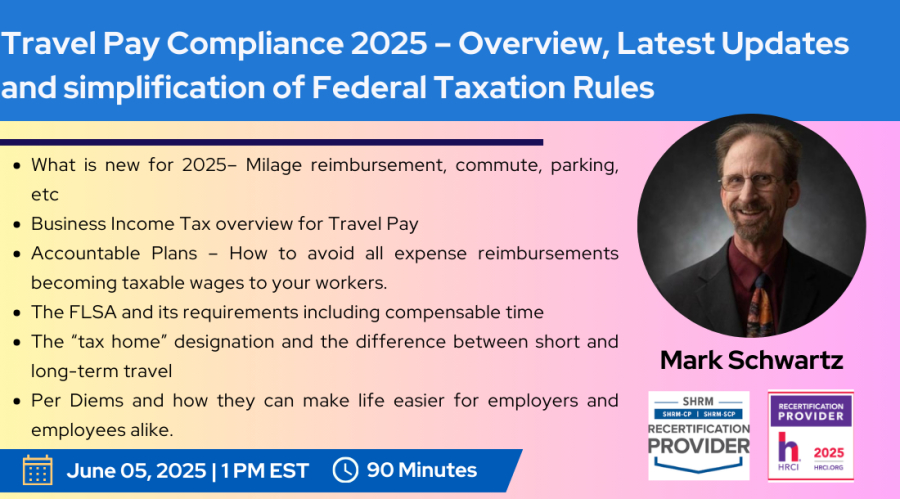 Travel Pay Compliance 2025 – Overview, Latest Updates
and simplification of Federal Taxation Rules
• What is new for 2025– Milage reimbursement, commute, parking,
etc
• Business Income Tax overview for Travel Pay
• Accountable Plans – How to avoid all expense reimbursements
becoming taxable wages to your workers.
• The FLSA and its requirements including compensable time
• The “tax home” designation and the difference between short and
long-term travel
• Per Diems and how they can make life easier for employers and
employees alike.
June 05, 2025 | 1 PM EST
90 Minutes
Mark Schwartz
SHRM
SHRM-CP | SHRM-SCP
RECERTIFICATION
PROVIDER
RECERTIFICATION
PROVIDER
h
HRCI
2025
HRCI.ORG